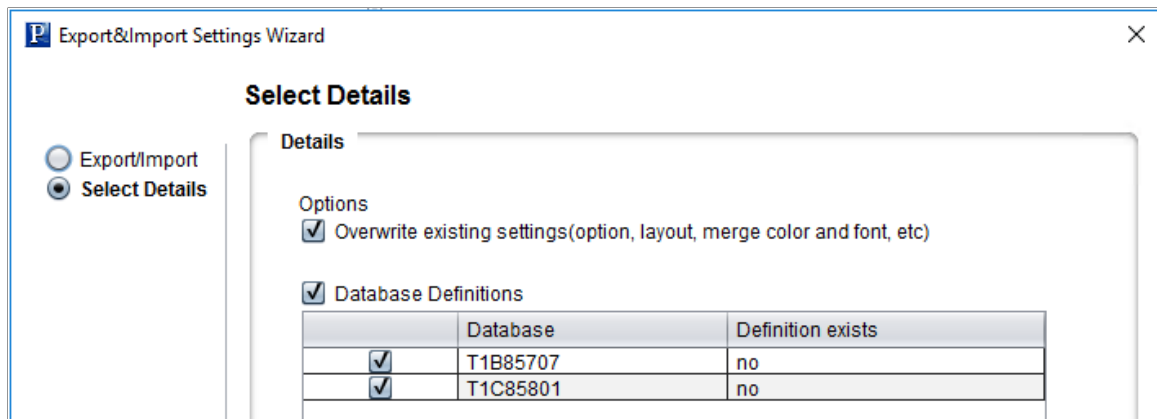 P Export&Import Settings Wizard
Select Details
Export/Import
Select Details
Details
Options
Overwrite existing settings(option, layout, merge color and font, etc)
Database Definitions
Database Definition exists
T1B85707 no
T1C85801 no